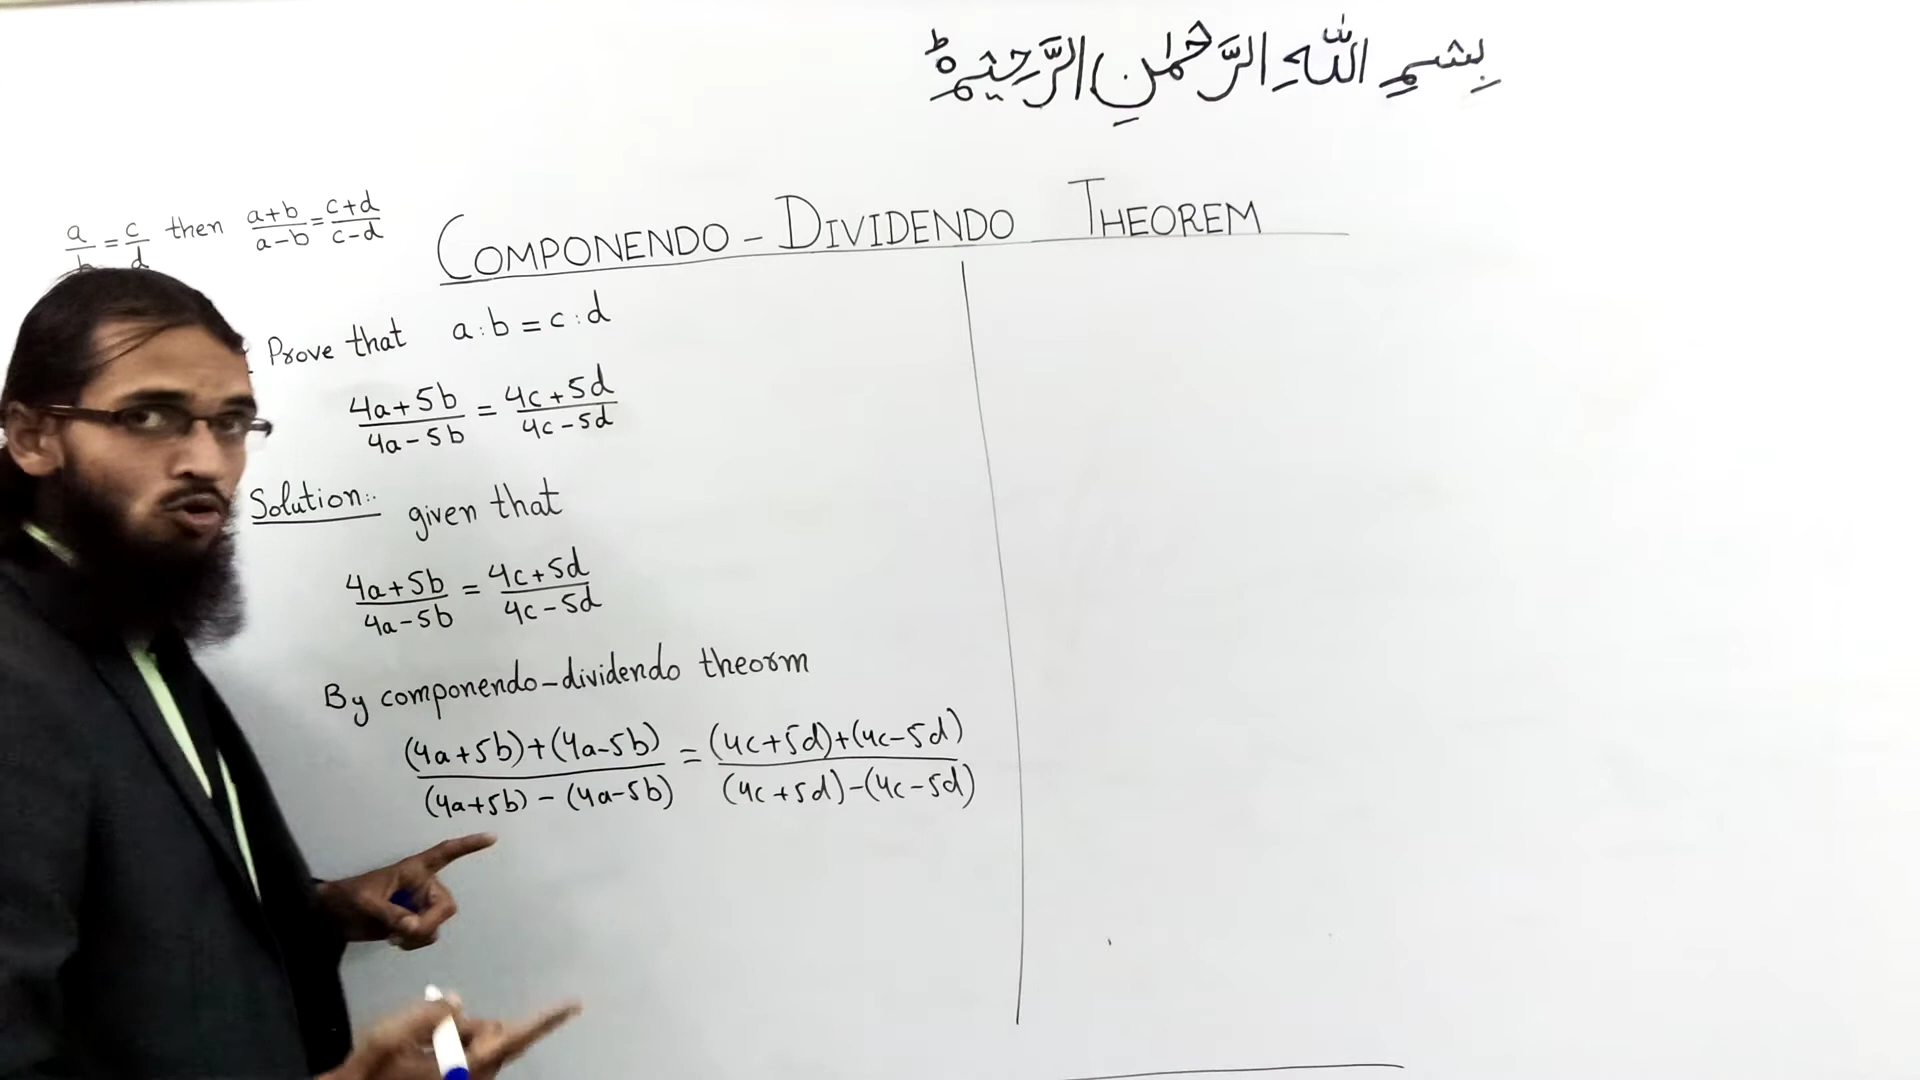 بِسْمِ اللّٰهِ الرَّحْمٰنِ الرَّحِيْمِ ط
a/b = c/d then (a+b)/(a-b) = (c+d)/(c-d)
COMPONENDO - DIVIDENDO THEOREM
Prove that a:b = c:d
(4a+5b)/(4a-5b) = (4c+5d)/(4c-5d)
Solution:. given that
(4a+5b)/(4a-5b) = (4c+5d)/(4c-5d)
By componendo-dividendo theorm
((4a+5b)+(4a-5b))/((4a+5b)-(4a-5b)) = ((4c+5d)+(4c-5d))/((4c+5d)-(4c-5d))